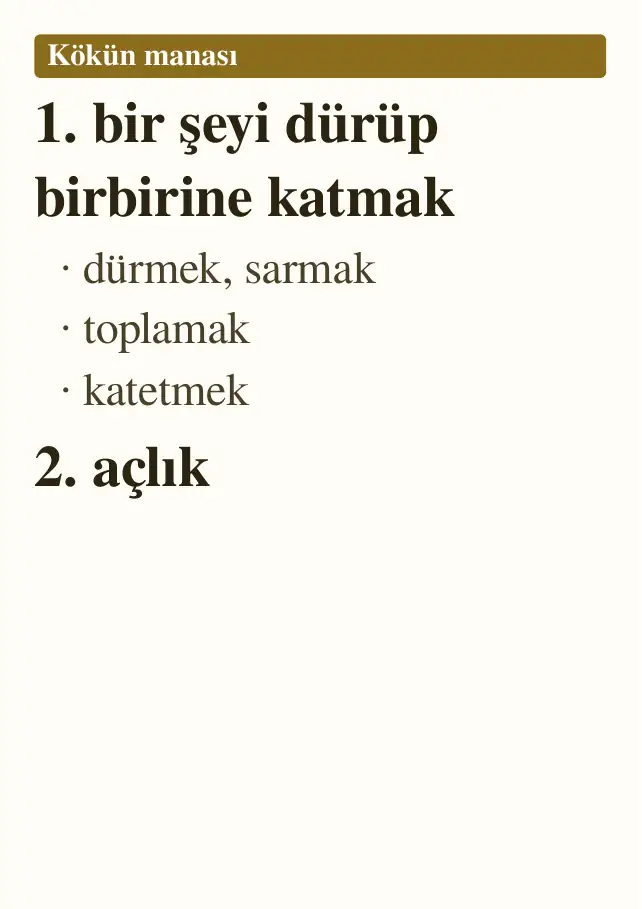 Kökün manası
1. bir şeyi dürüp
birbirine katmak
· dürmek, sarmak
· toplamak
· katetmek
2. açlık